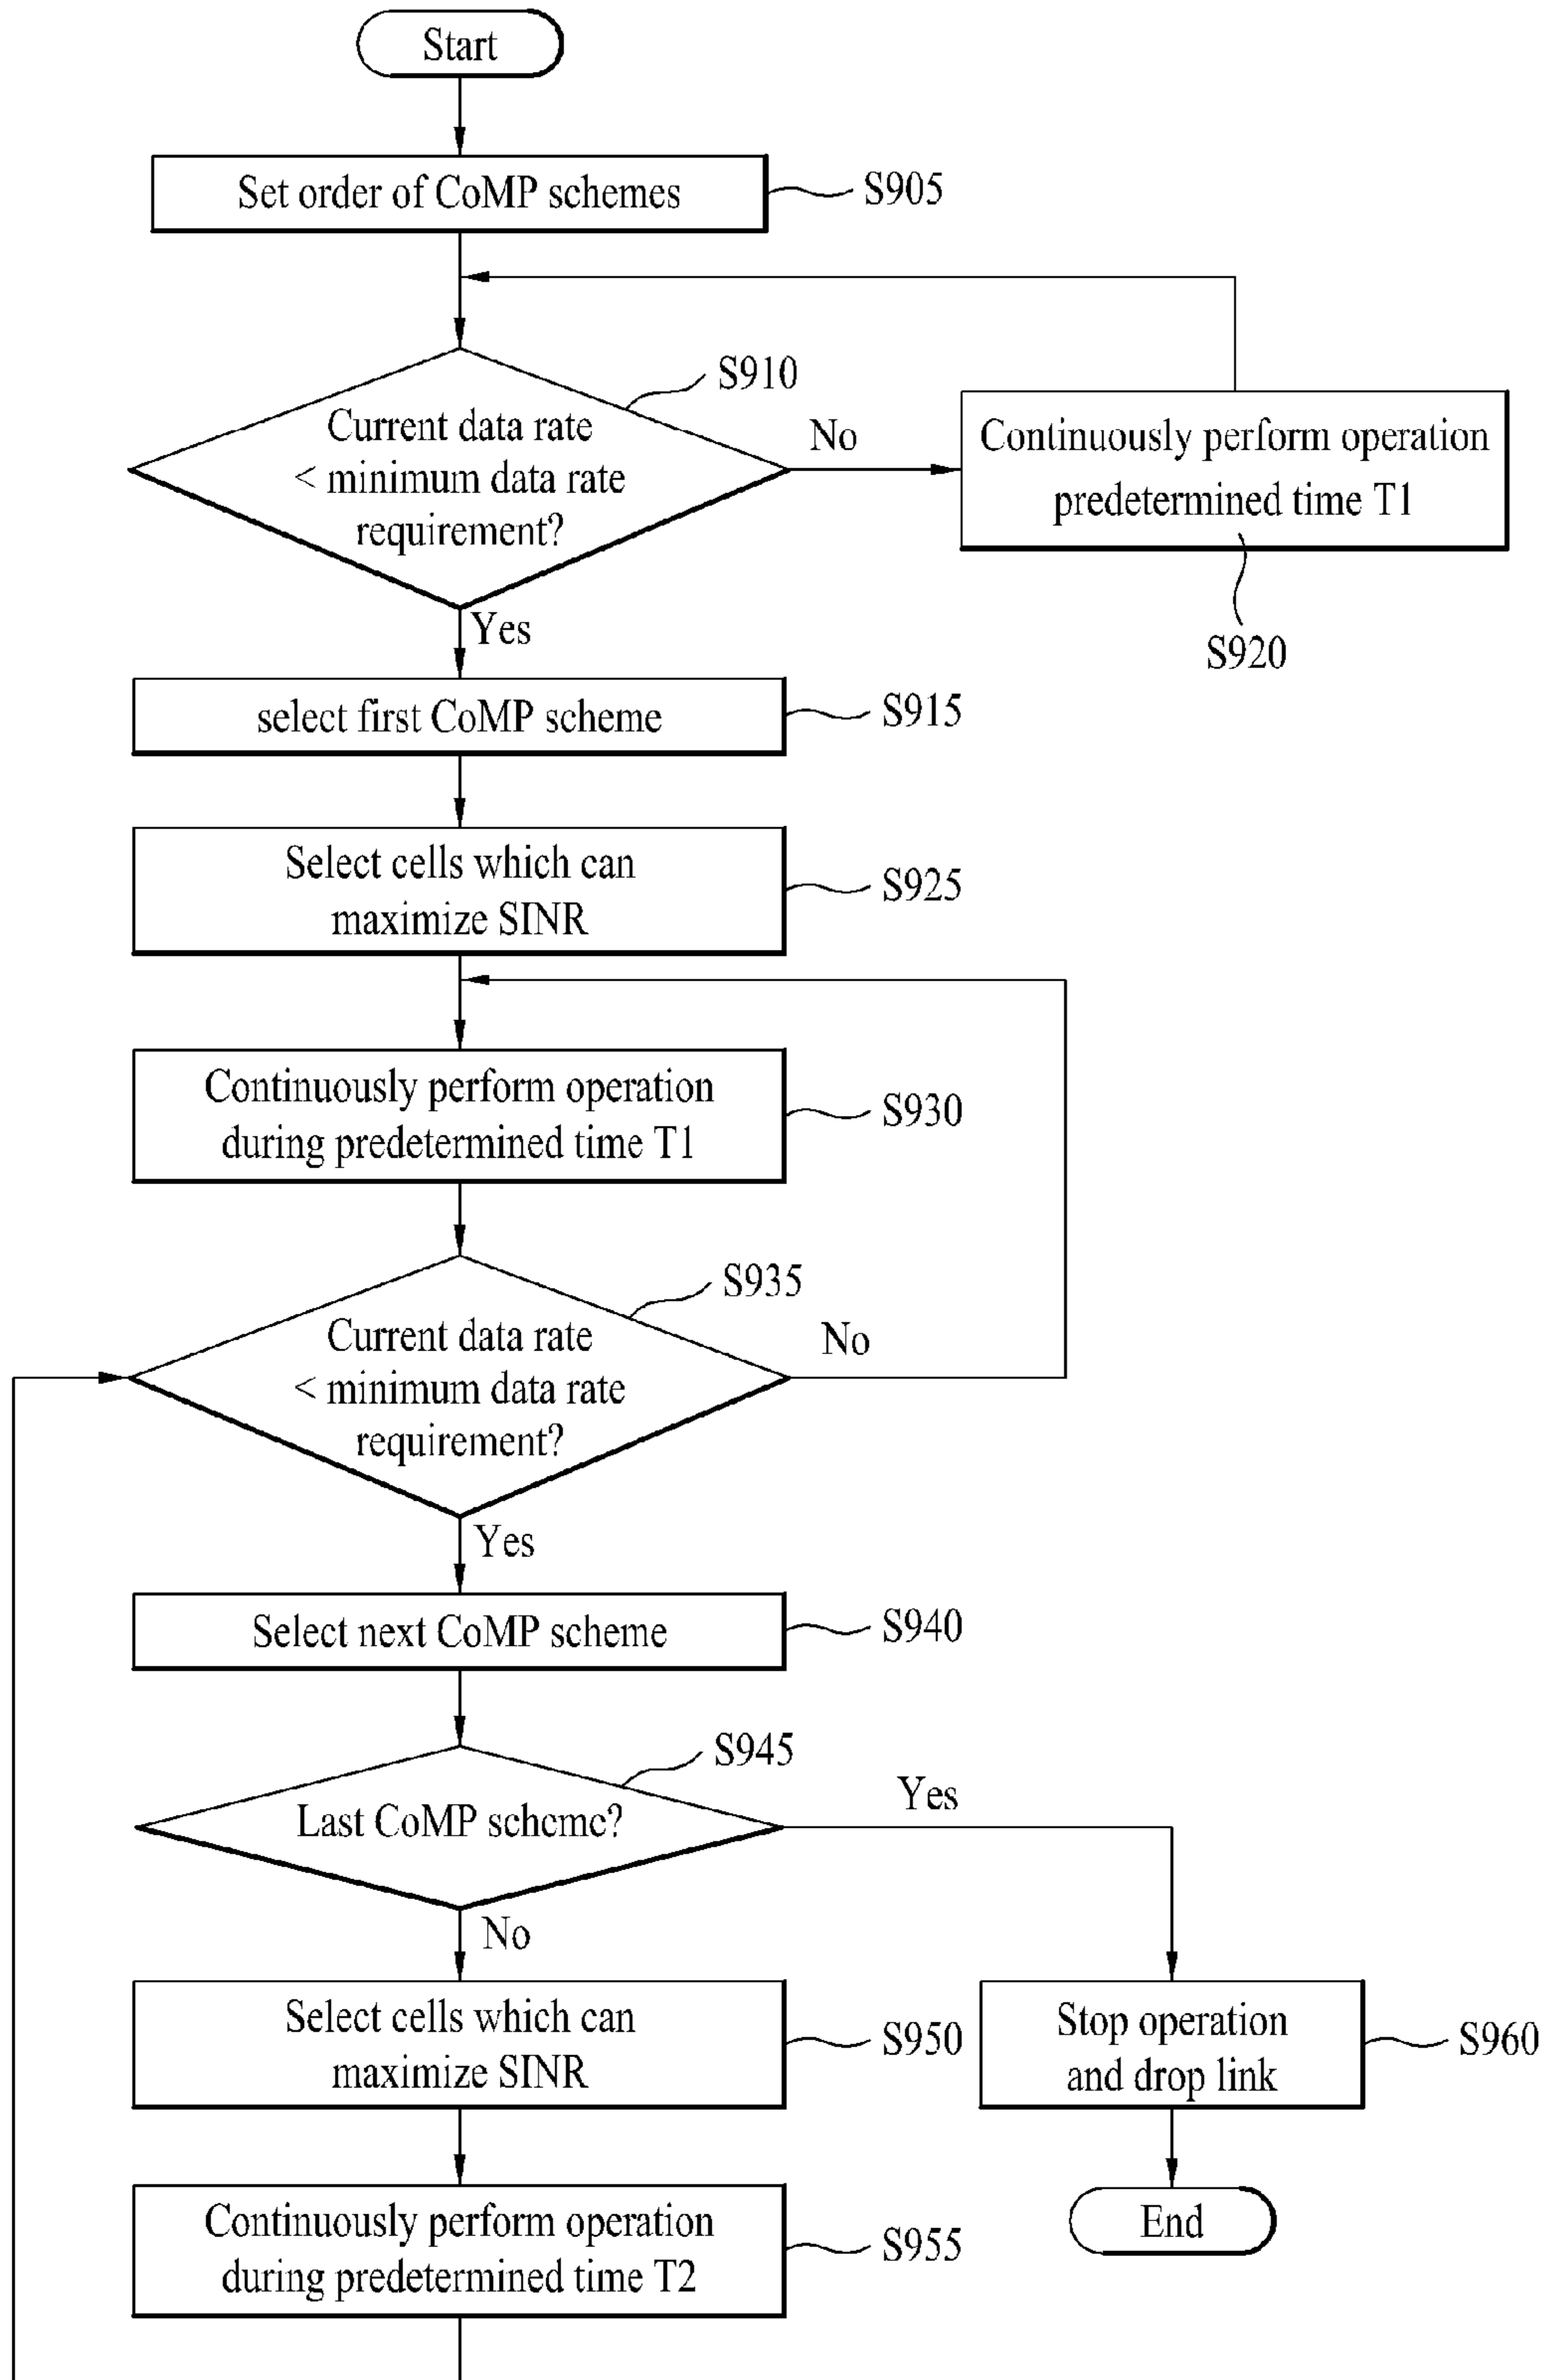 Start
Set order of CoMP schemes
S905
S910
Current data rate
< minimum data rate
requirement?
No
Continuously perform operation
predetermined time T1
S920
Yes
select first CoMP scheme
S915
Select cells which can
maximize SINR
S925
Continuously perform operation
during predetermined time T1
S930
S935
Current data rate
< minimum data rate
requirement?
No
Yes
Select next CoMP scheme
S940
S945
Last CoMP scheme?
Yes
No
Select cells which can
maximize SINR
S950
Stop operation
and drop link
S960
Continuously perform operation
during predetermined time T2
S955
End